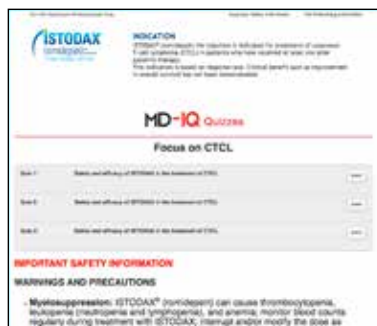 ISTODAX
INDICATION
ISTODAX® (romidepsin) for injection is indicated for treatment of cutaneous
T-cell lymphoma (CTCL) in patients who have received at least one prior
systemic therapy.
This indication is based on response rate. Clinical benefit such as improvement
in overall survival has not been demonstrated.
MD-IQ Quizzes
Focus on CTCL
Quiz 1 Safety and efficacy of ISTODAX in the treatment of CTCL
Quiz 2 Safety and efficacy of ISTODAX in the treatment of CTCL
Quiz 3 Safety and efficacy of ISTODAX in the treatment of CTCL
IMPORTANT SAFETY INFORMATION
WARNINGS AND PRECAUTIONS
Myelosuppression: ISTODAX® (romidepsin) can cause thrombocytopenia,
leukopenia (neutropenia and lymphopenia), and anemia; monitor blood counts
regularly during treatment with ISTODAX; interrupt and/or modify the dose as